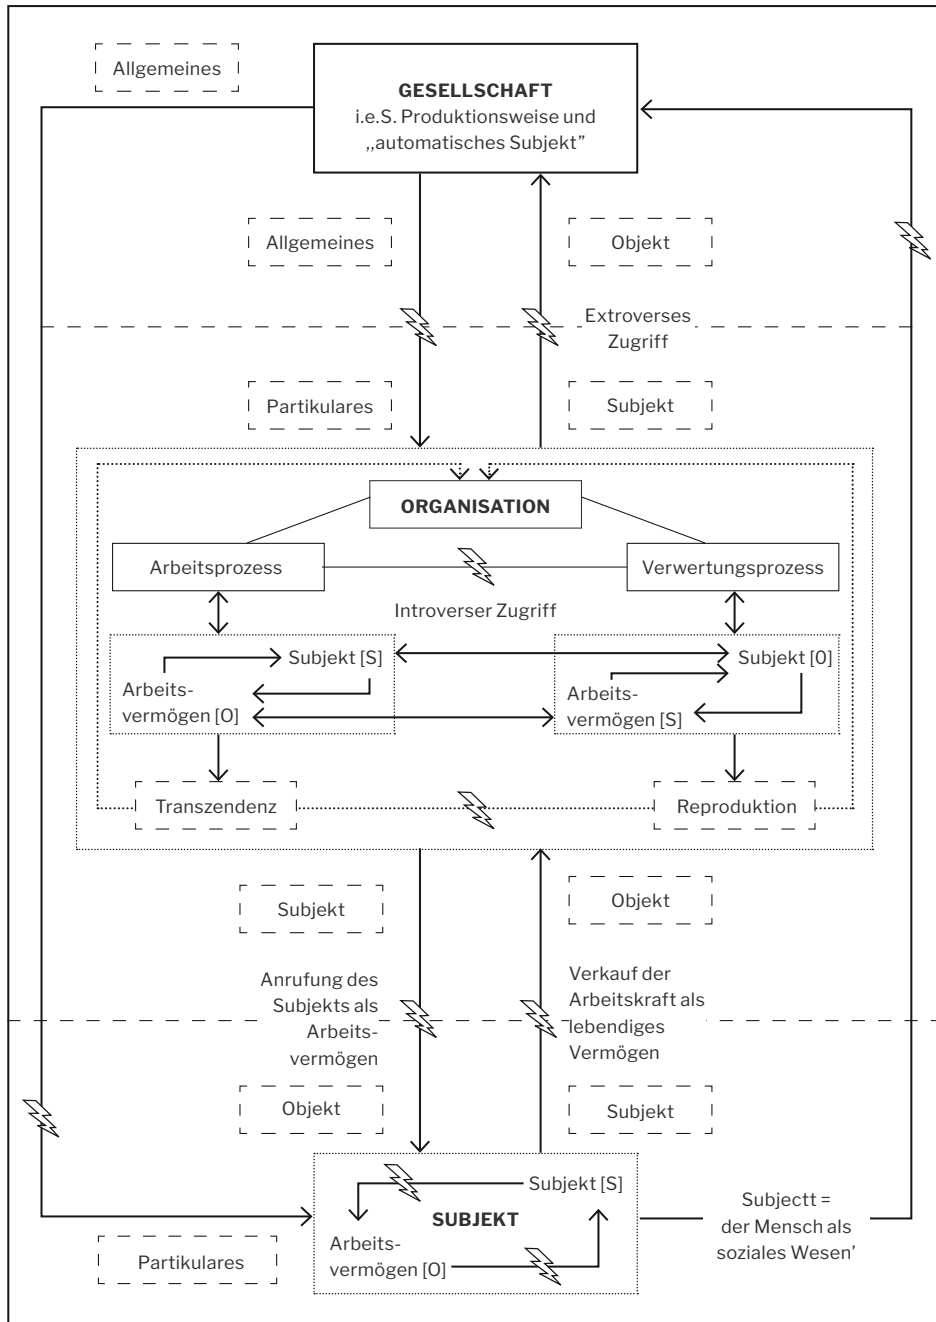 Allgemeines
GESELLSCHAFT
i.e.S. Produktionsweise und
,,automatisches Subjekt”
Allgemeines
Objekt
Extroverses
Zugriff
Partikulares
Subjekt
ORGANISATION
Arbeitsprozess
Verwertungsprozess
Introverser Zugriff
Subjekt [S]
Arbeits-
vermögen [O]
Subjekt [O]
Arbeits-
vermögen [S]
Transzendenz
Reproduktion
Subjekt
Objekt
Anrufung des
Subjekts als
Arbeits-
vermögen
Verkauf der
Arbeitskraft als
lebendiges
Vermögen
Objekt
Subjekt
Subjekt [S]
SUBJEKT
Arbeits-
vermögen [O]
Subjectt =
der Mensch als
soziales Wesen’
Partikulares